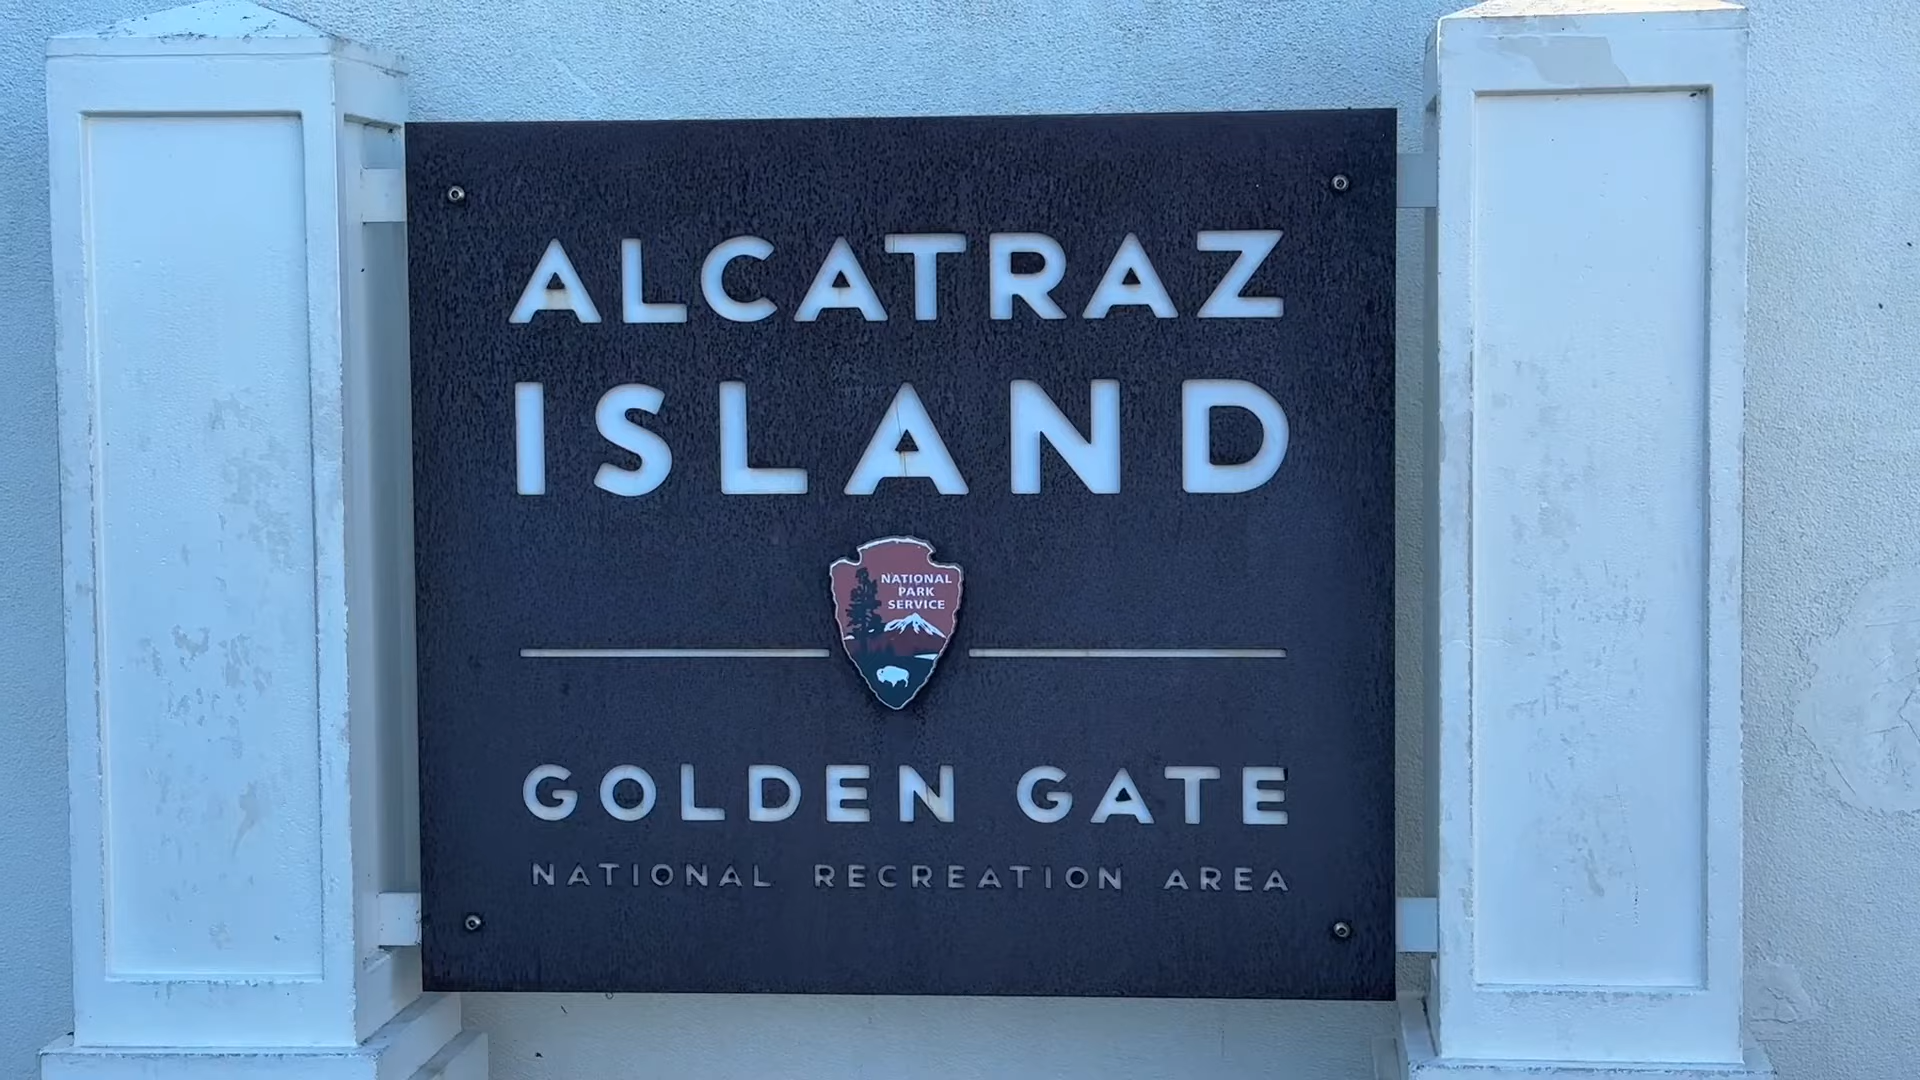 ALCATRAZ
ISLAND
NATIONAL
PARK
SERVICE
GOLDEN GATE
NATIONAL RECREATION AREA